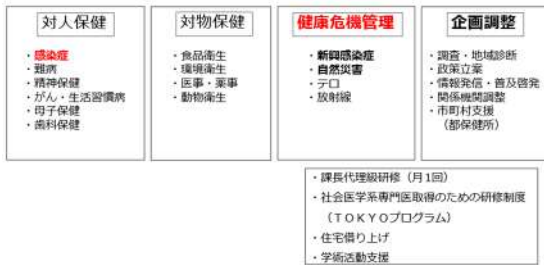 対人保健
・感染症
・難病
・精神保健
・がん・生活習慣病
・母子保健
・歯科保健
対物保健
・食品衛生
・環境衛生
・医事・薬事
・動物衛生
健康危機管理
・新興感染症
・自然災害
・テロ
・放射線
企画調整
・調査・地域診断
・政策立案
・情報発信・普及啓発
・関係機関調整
・市町村支援
（都保健所）
・課長代理級研修（月1回）
・社会医学系専門医取得のための研修制度
（ＴＯＫＹＯプログラム）
・住宅借り上げ
・学術活動支援